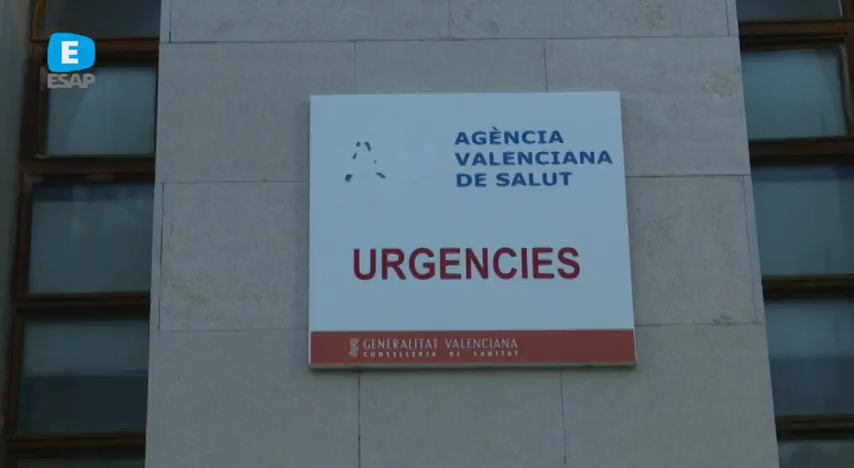 E
ESAP
AGÈNCIA
VALENCIANA
DE SALUT
URGENCIES
GENERALITAT VALENCIANA
CONSELLERIA DE SANITAT